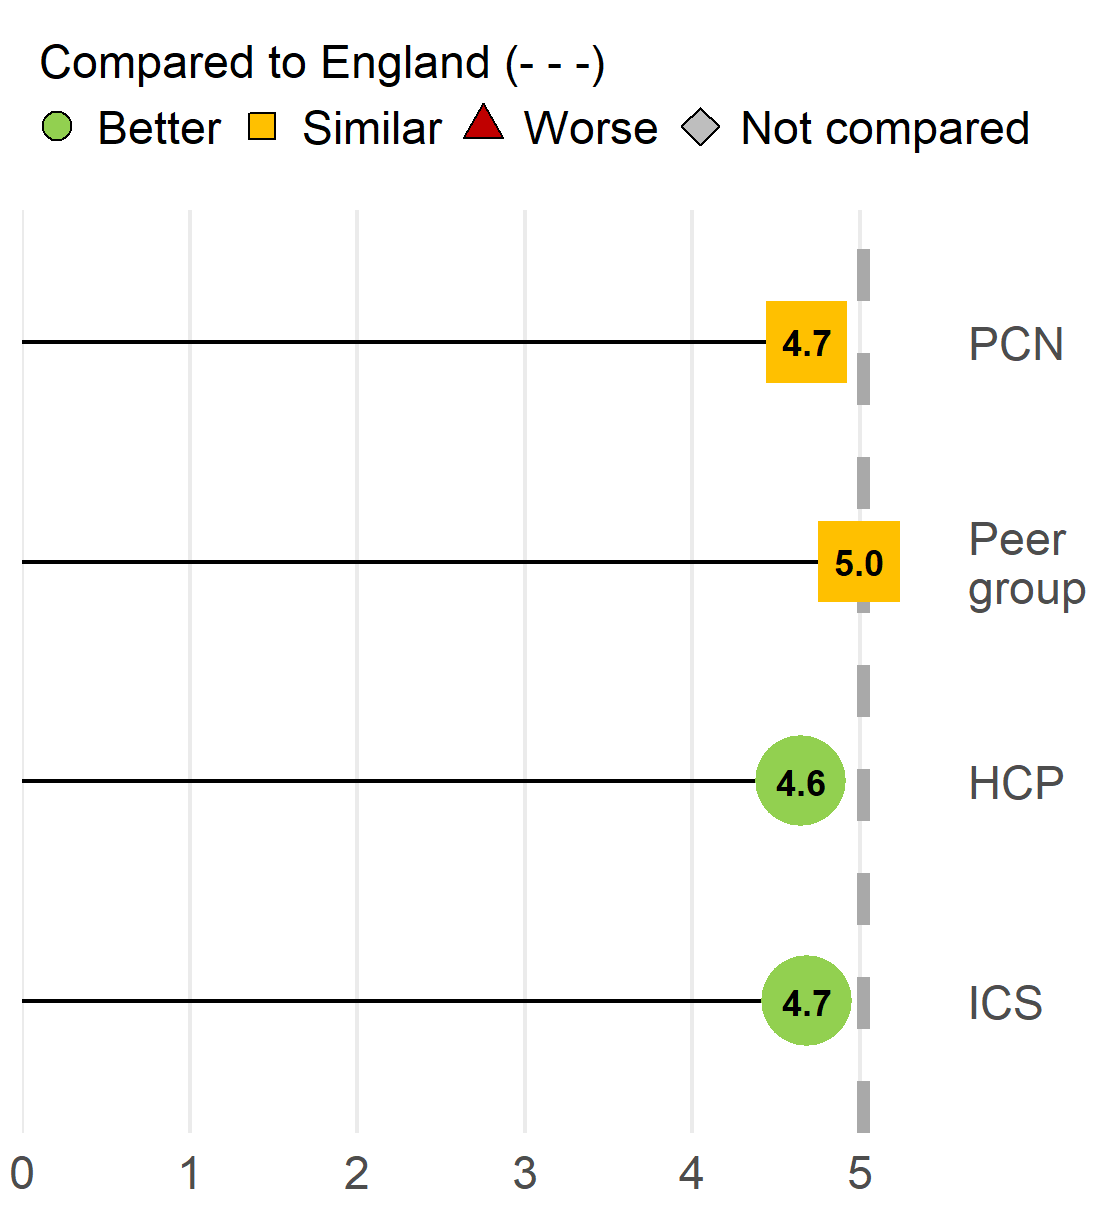 Compared to England (- - -)
Better Similar Worse Not compared
4.7 PCN
5.0 Peer
group
4.6 HCP
4.7 ICS
0 1 2 3 4 5